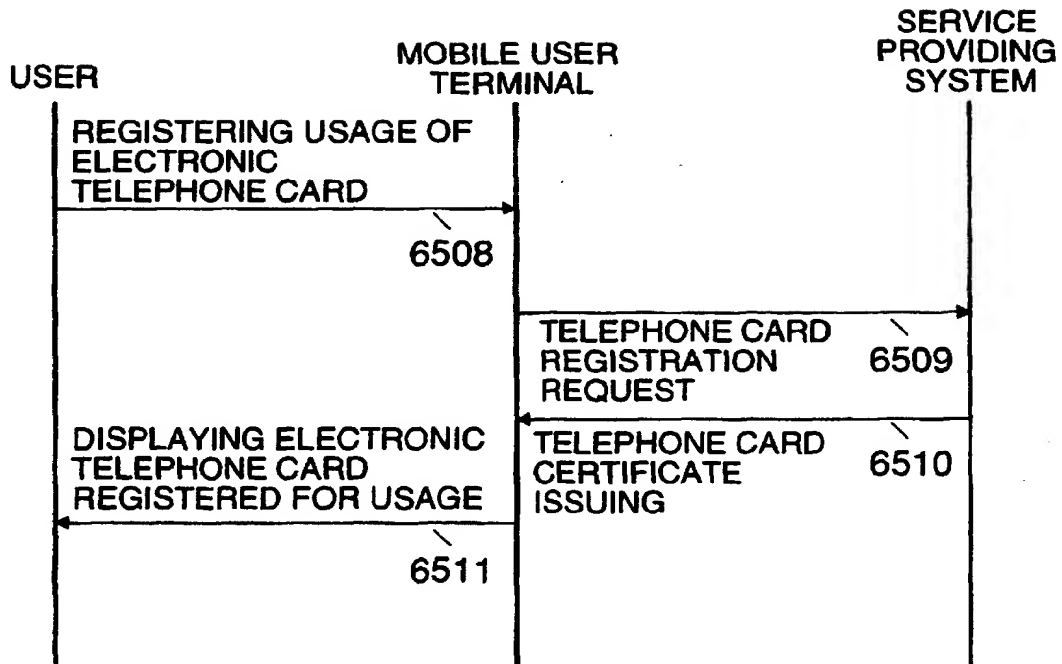 SERVICE
PROVIDING
SYSTEM
MOBILE USER
TERMINAL
USER
REGISTERING USAGE OF
ELECTRONIC
TELEPHONE CARD
6508
TELEPHONE CARD
REGISTRATION
REQUEST
6509
TELEPHONE CARD
CERTIFICATE
ISSUING
6510
DISPLAYING ELECTRONIC
TELEPHONE CARD
REGISTERED FOR USAGE
6511